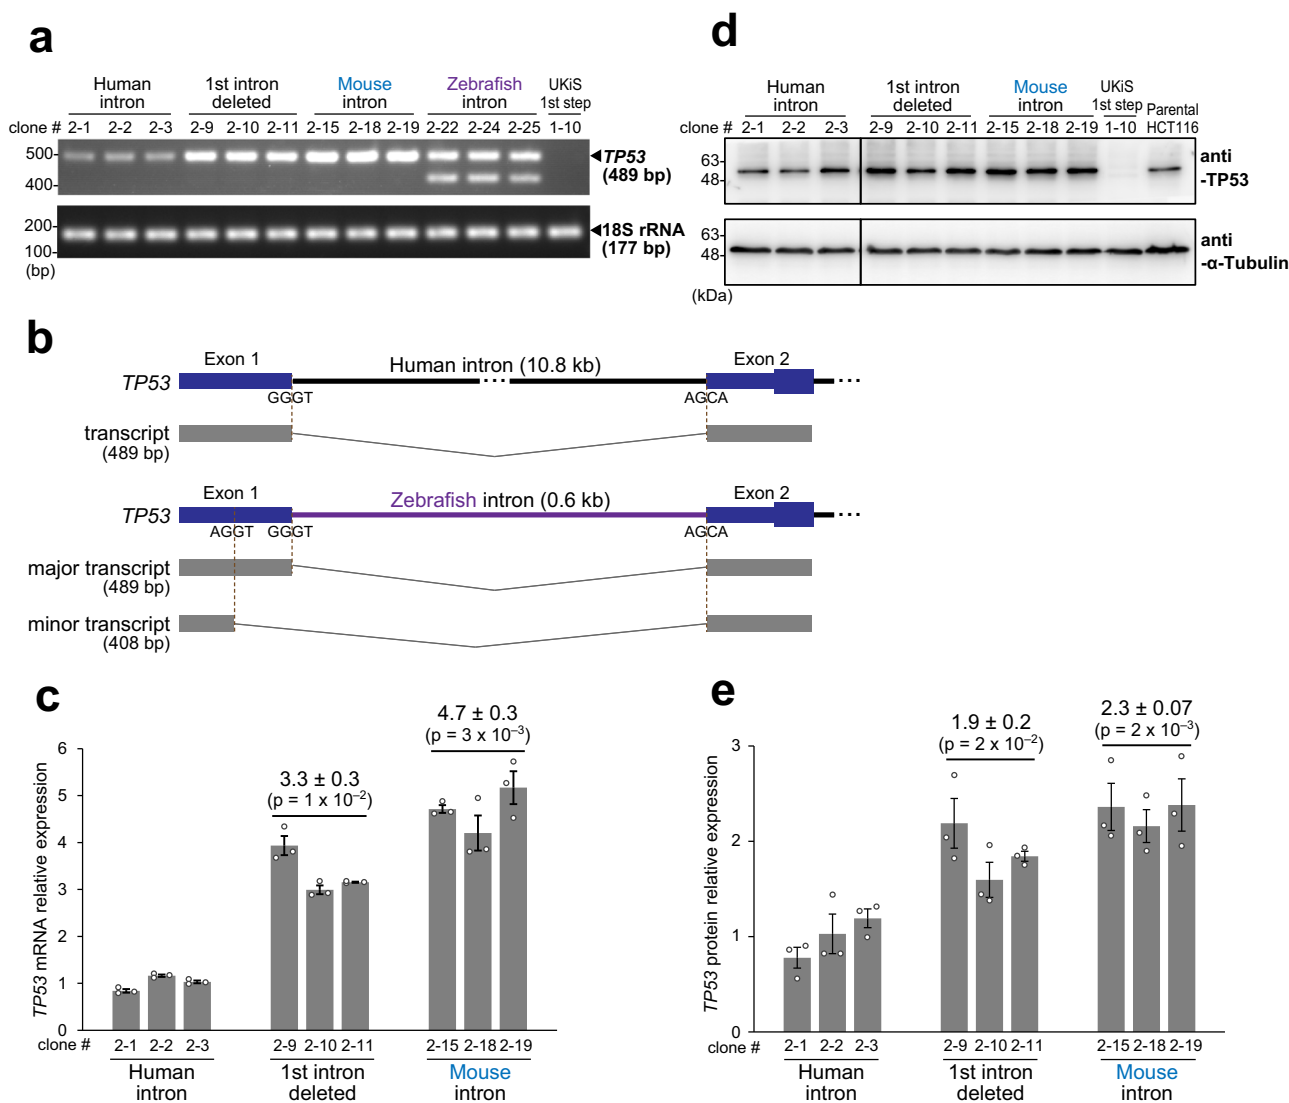 a
Human intron
1st intron deleted
Mouse intron
Zebrafish intron
UKiS 1st step
clone # 2-1 2-2 2-3 2-9 2-10 2-11 2-15 2-18 2-19 2-22 2-24 2-25 1-10
500
400
TP53 (489 bp)
200
100
(bp)
18S rRNA (177 bp)
d
Human intron
1st intron deleted
Mouse intron
UKiS 1st step
Parental HCT116
clone # 2-1 2-2 2-3 2-9 2-10 2-11 2-15 2-18 2-19 1-10
63
48
anti -TP53
63
48
(kDa)
anti -α-Tubulin
b
Exon 1
Human intron (10.8 kb)
Exon 2
TP53
GGGT
AGCA
transcript
(489 bp)
Exon 1
Zebrafish intron (0.6 kb)
Exon 2
TP53
AGGT GGGT
AGCA
major transcript
(489 bp)
minor transcript
(408 bp)
c
TP53 mRNA relative expression
6
5
4
3
2
1
0
3.3 ± 0.3
(p = 1 x 10⁻²)
4.7 ± 0.3
(p = 3 x 10⁻³)
clone # 2-1 2-2 2-3 2-9 2-10 2-11 2-15 2-18 2-19
Human intron
1st intron deleted
Mouse intron
e
TP53 protein relative expression
3
2
1
0
1.9 ± 0.2
(p = 2 x 10⁻²)
2.3 ± 0.07
(p = 2 x 10⁻³)
clone # 2-1 2-2 2-3 2-9 2-10 2-11 2-15 2-18 2-19
Human intron
1st intron deleted
Mouse intron